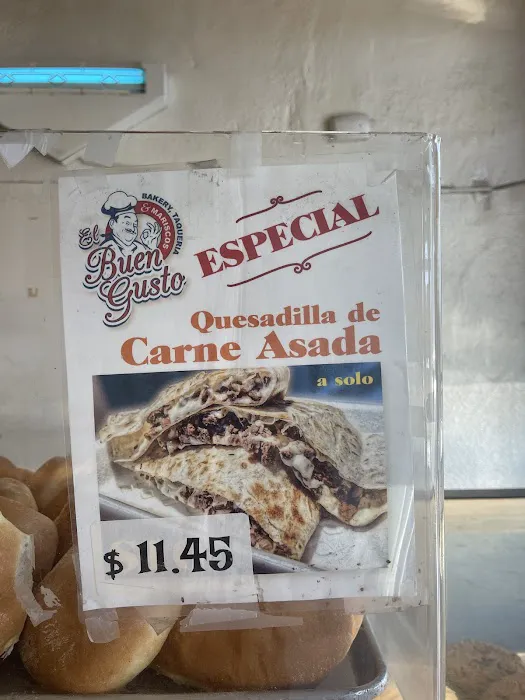 BAKERY, TAQUERIA
& MARISCOS
El
Buen
Gusto
ESPECIAL
Quesadilla de
Carne Asada
a solo
$ 11.45